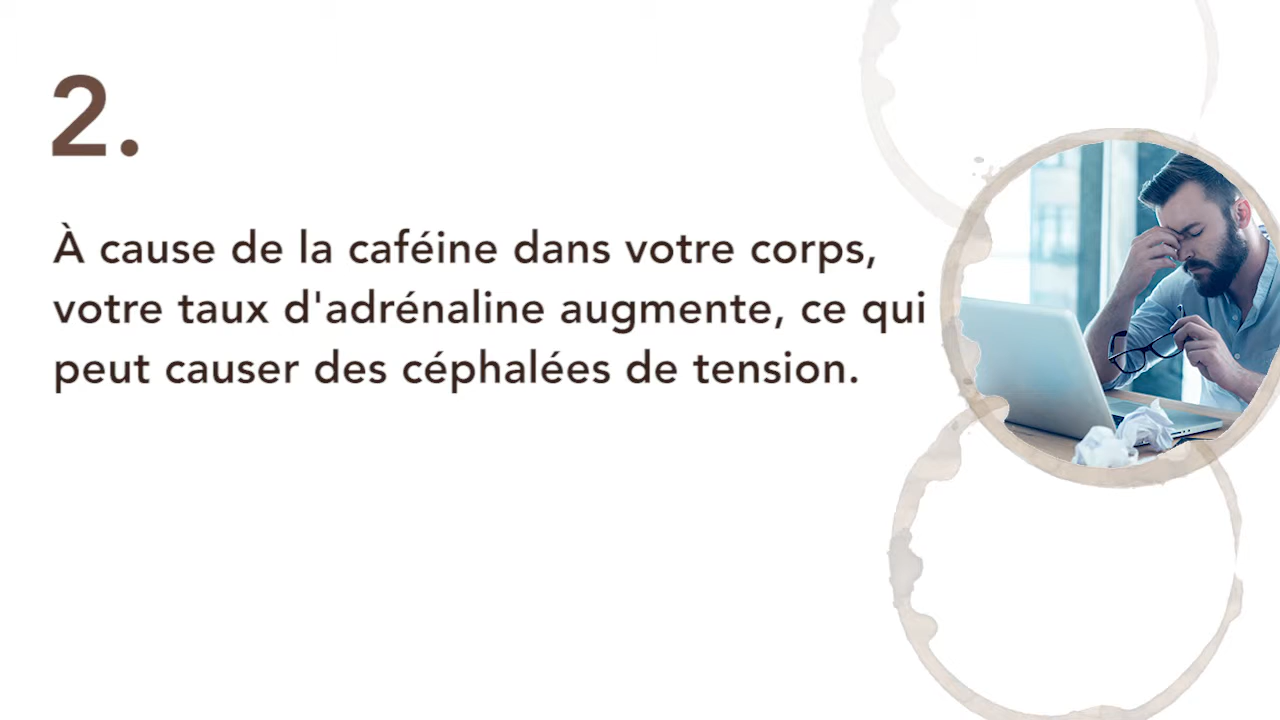 2.
À cause de la caféine dans votre corps,
votre taux d'adrénaline augmente, ce qui
peut causer des céphalées de tension.